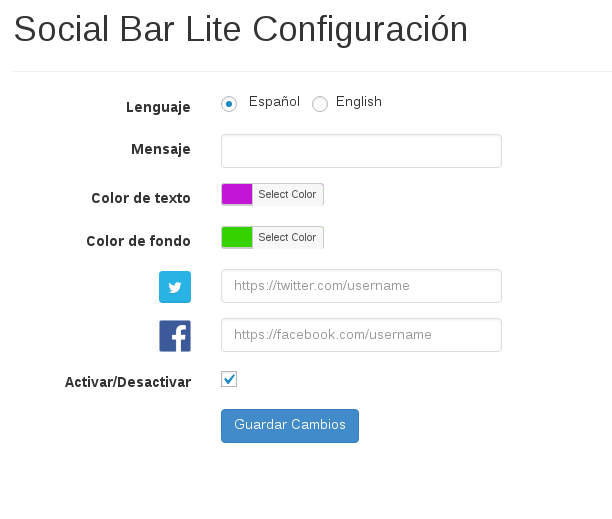 Social Bar Lite Configuración
Lenguaje Español English
Mensaje
Color de texto Select Color
Color de fondo Select Color
https://twitter.com/username
https://facebook.com/username
Activar/Desactivar
Guardar Cambios